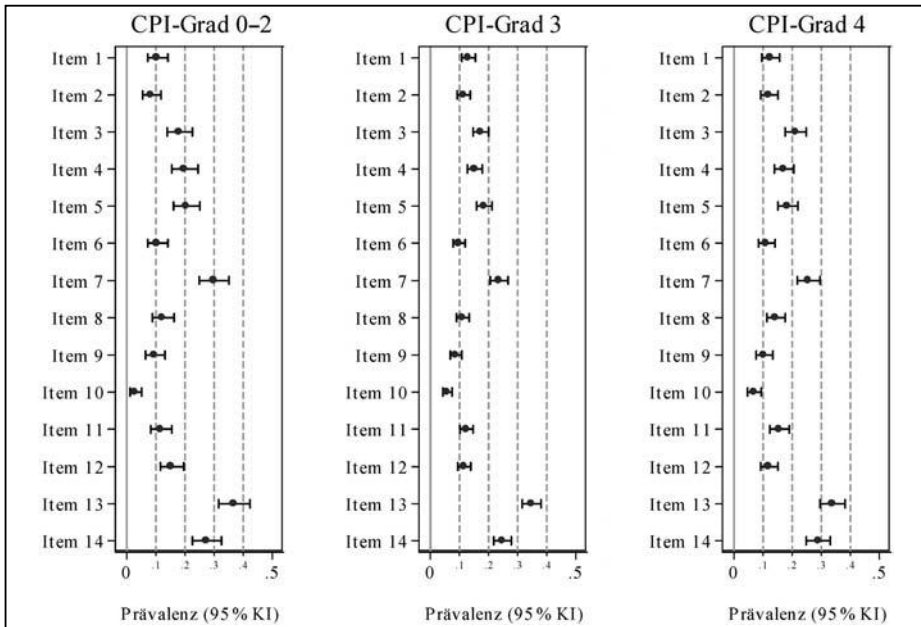 CPI-Grad 0–2
Item 1
Item 2
Item 3
Item 4
Item 5
Item 6
Item 7
Item 8
Item 9
Item 10
Item 11
Item 12
Item 13
Item 14
0 .1 .2 .3 .4 .5
Prävalenz (95% KI)
CPI-Grad 3
Item 1
Item 2
Item 3
Item 4
Item 5
Item 6
Item 7
Item 8
Item 9
Item 10
Item 11
Item 12
Item 13
Item 14
0 .1 .2 .3 .4 .5
Prävalenz (95% KI)
CPI-Grad 4
Item 1
Item 2
Item 3
Item 4
Item 5
Item 6
Item 7
Item 8
Item 9
Item 10
Item 11
Item 12
Item 13
Item 14
0 .1 .2 .3 .4 .5
Prävalenz (95% KI)